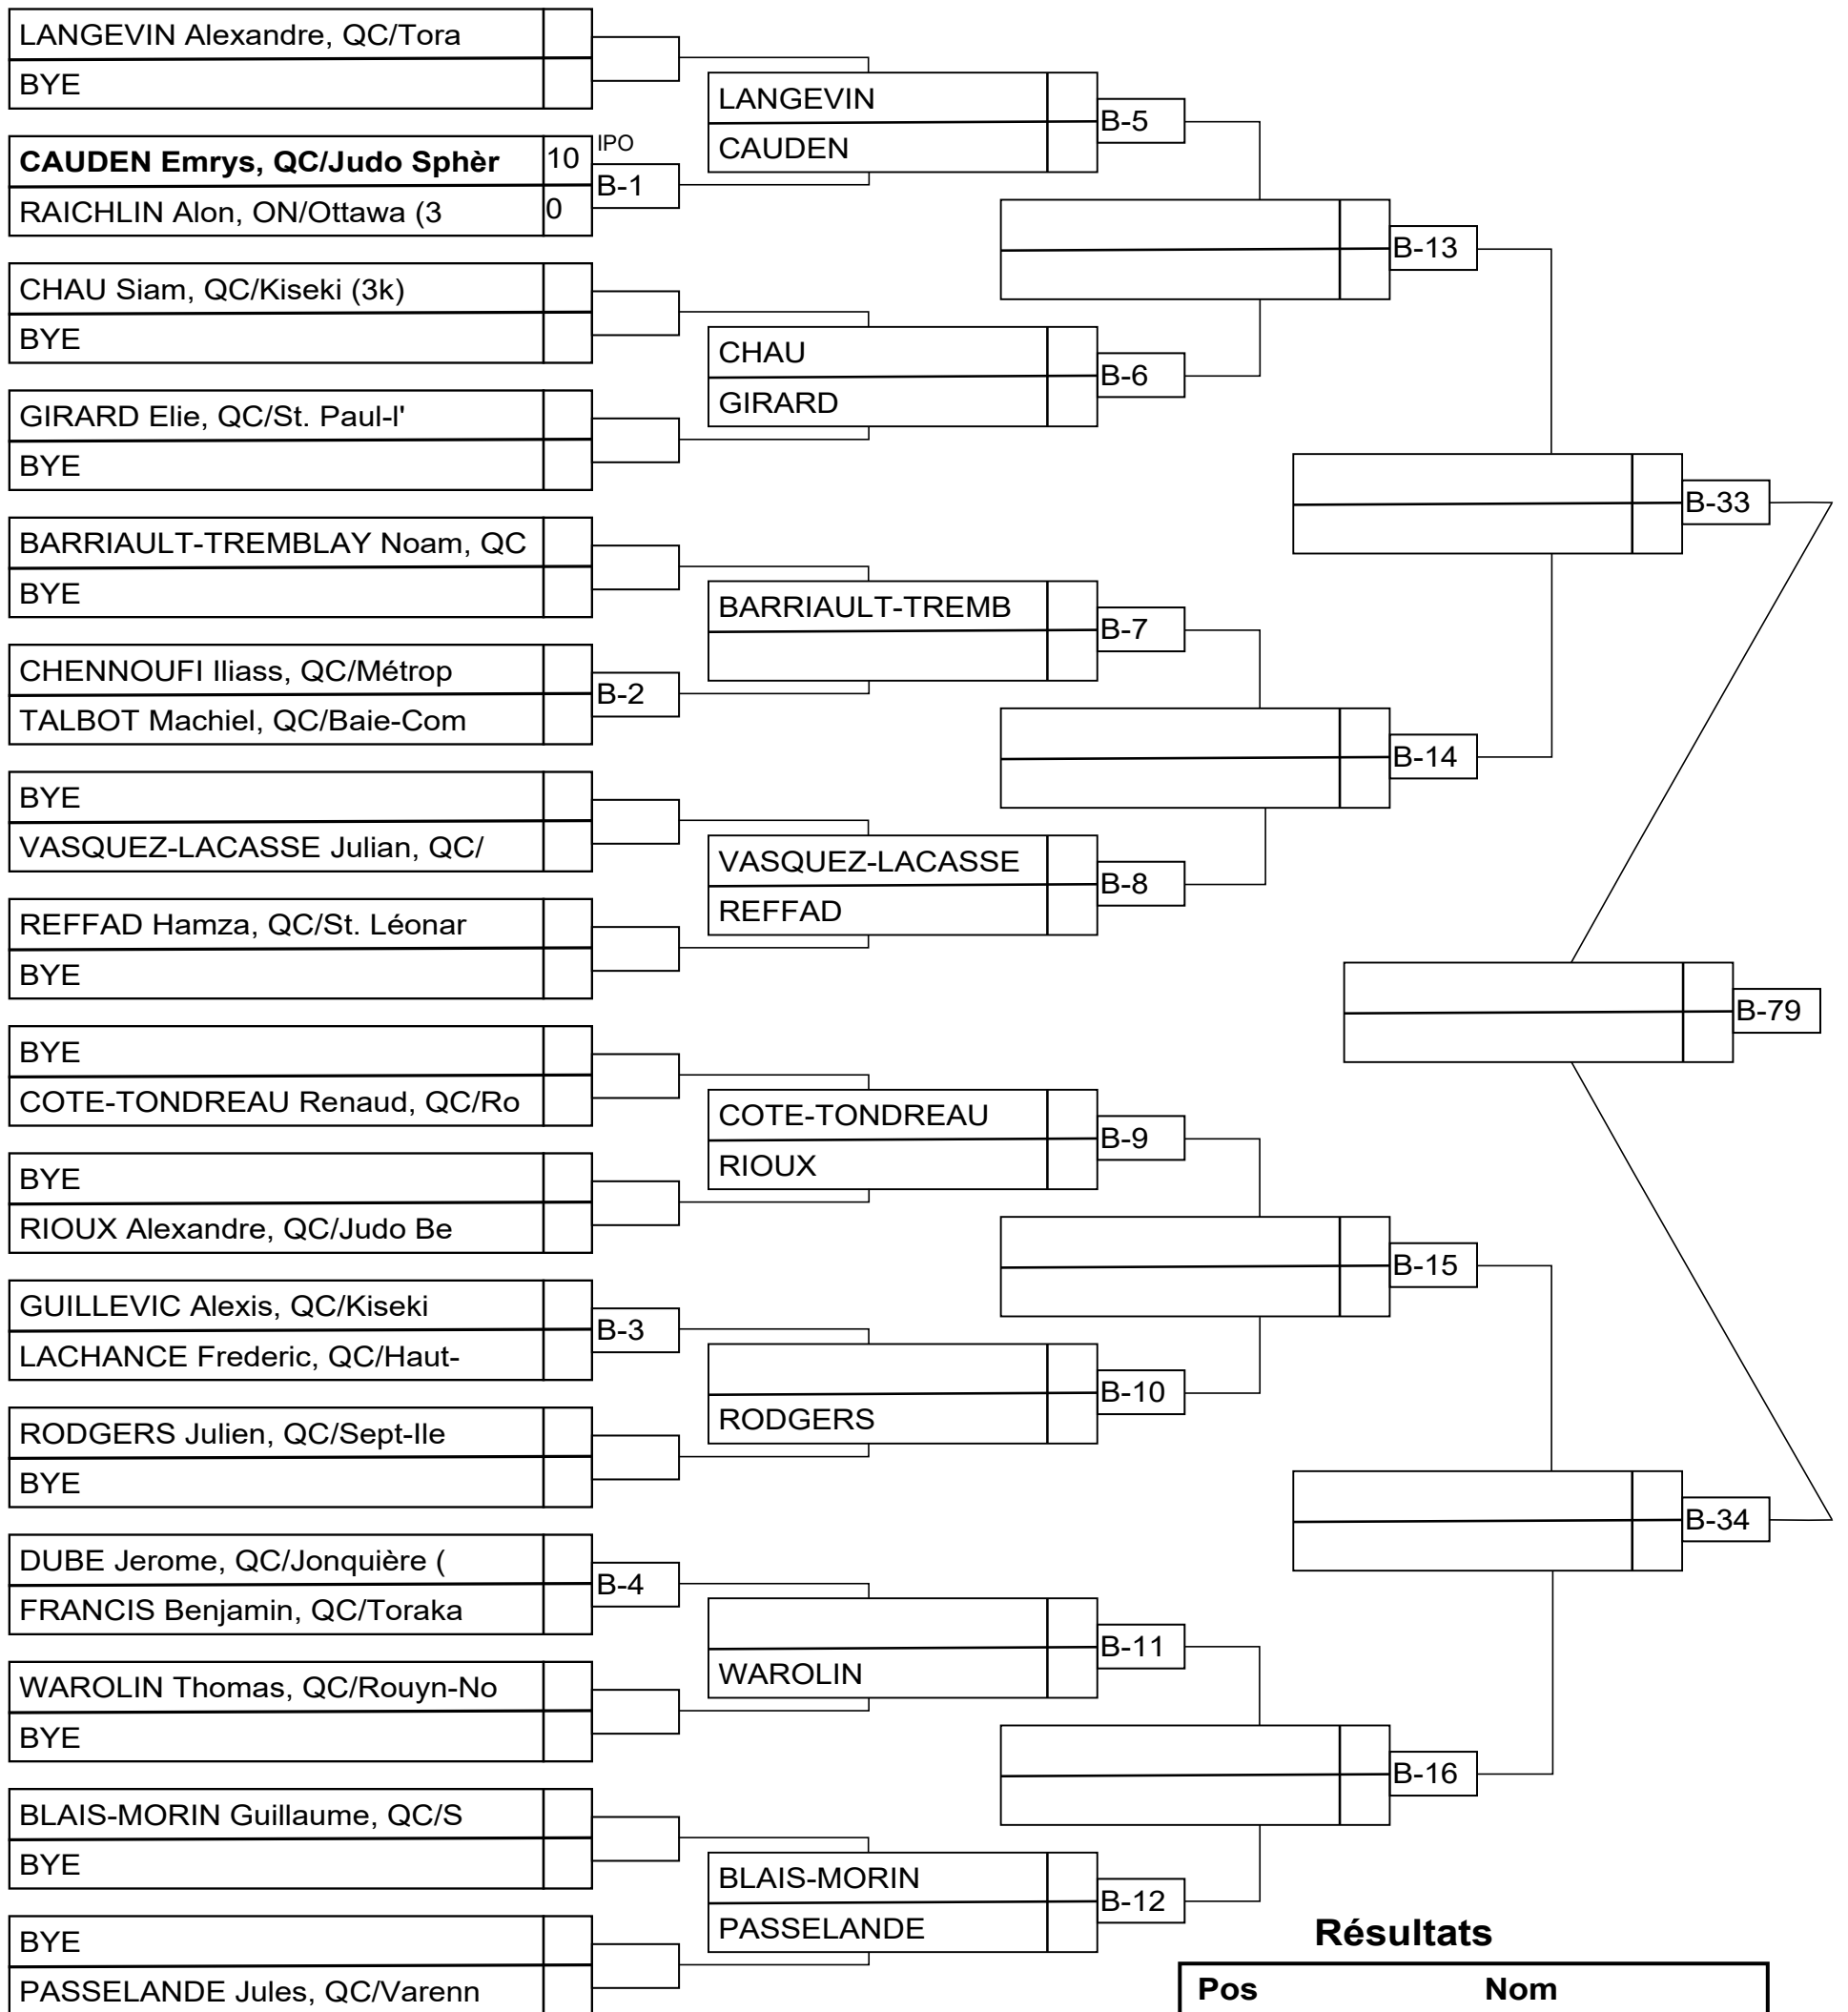 LANGEVIN Alexandre, QC/Tora
BYE
CAUDEN Emrys, QC/Judo Sphèr 10 IPO
B-1
RAICHLIN Alon, ON/Ottawa (3 0
CHAU Siam, QC/Kiseki (3k)
BYE
GIRARD Elie, QC/St. Paul-l'
BYE
BARRIAULT-TREMBLAY Noam, QC
BYE
CHENNOUFI Iliass, QC/Métrop
B-2
TALBOT Machiel, QC/Baie-Com
BYE
VASQUEZ-LACASSE Julian, QC/
REFFAD Hamza, QC/St. Léonar
BYE
BYE
COTE-TONDREAU Renaud, QC/Ro
BYE
RIOUX Alexandre, QC/Judo Be
GUILLEVIC Alexis, QC/Kiseki
B-3
LACHANCE Frederic, QC/Haut-
RODGERS Julien, QC/Sept-Ile
BYE
DUBE Jerome, QC/Jonquière (
B-4
FRANCIS Benjamin, QC/Toraka
WAROLIN Thomas, QC/Rouyn-No
BYE
BLAIS-MORIN Guillaume, QC/S
BYE
BYE
PASSELANDE Jules, QC/Varenn
LANGEVIN
B-5
CAUDEN
CHAU
B-6
GIRARD
BARRIAULT-TREMB
B-7
VASQUEZ-LACASSE
B-8
REFFAD
COTE-TONDREAU
B-9
RIOUX
B-10
RODGERS
B-11
WAROLIN
BLAIS-MORIN
B-12
PASSELANDE
B-13
B-14
B-15
B-16
B-33
B-34
B-79
Résultats
Pos Nom